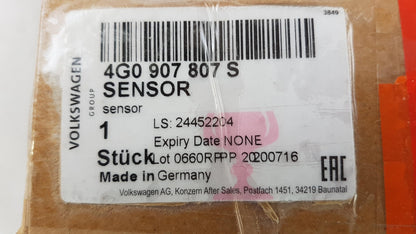 3849
VOLKSWAGEN
GROUP
4G0 907 807 S
SENSOR
sensor
1
LS: 24452204
Expiry Date NONE
Stück
Lot 0660RPPP 20200716
Made in Germany
EAC
Volkswagen AG, Konzern After Sales, Postfach 1451, 34219 Baunatal